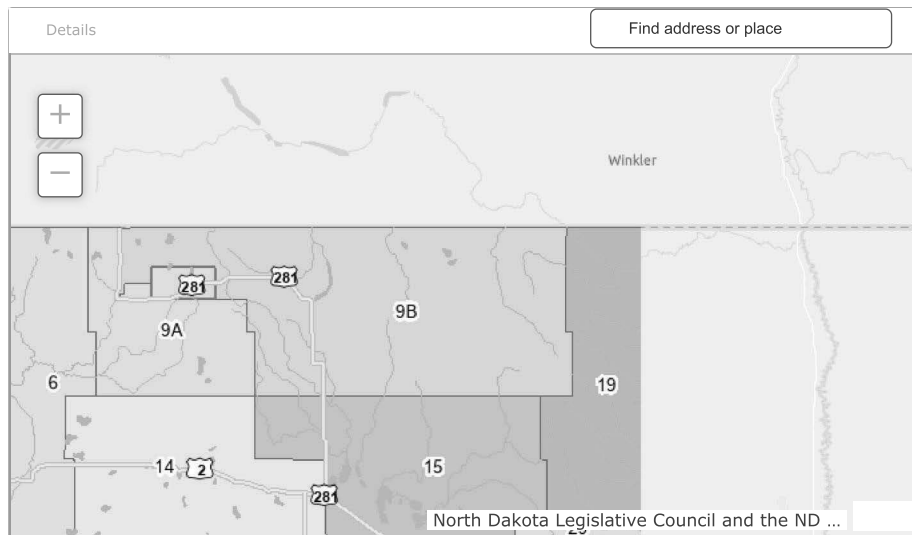 Details
Find address or place
+
−
Winkler
281
281
9B
9A
6
19
14
2
15
281
North Dakota Legislative Council and the ND ...